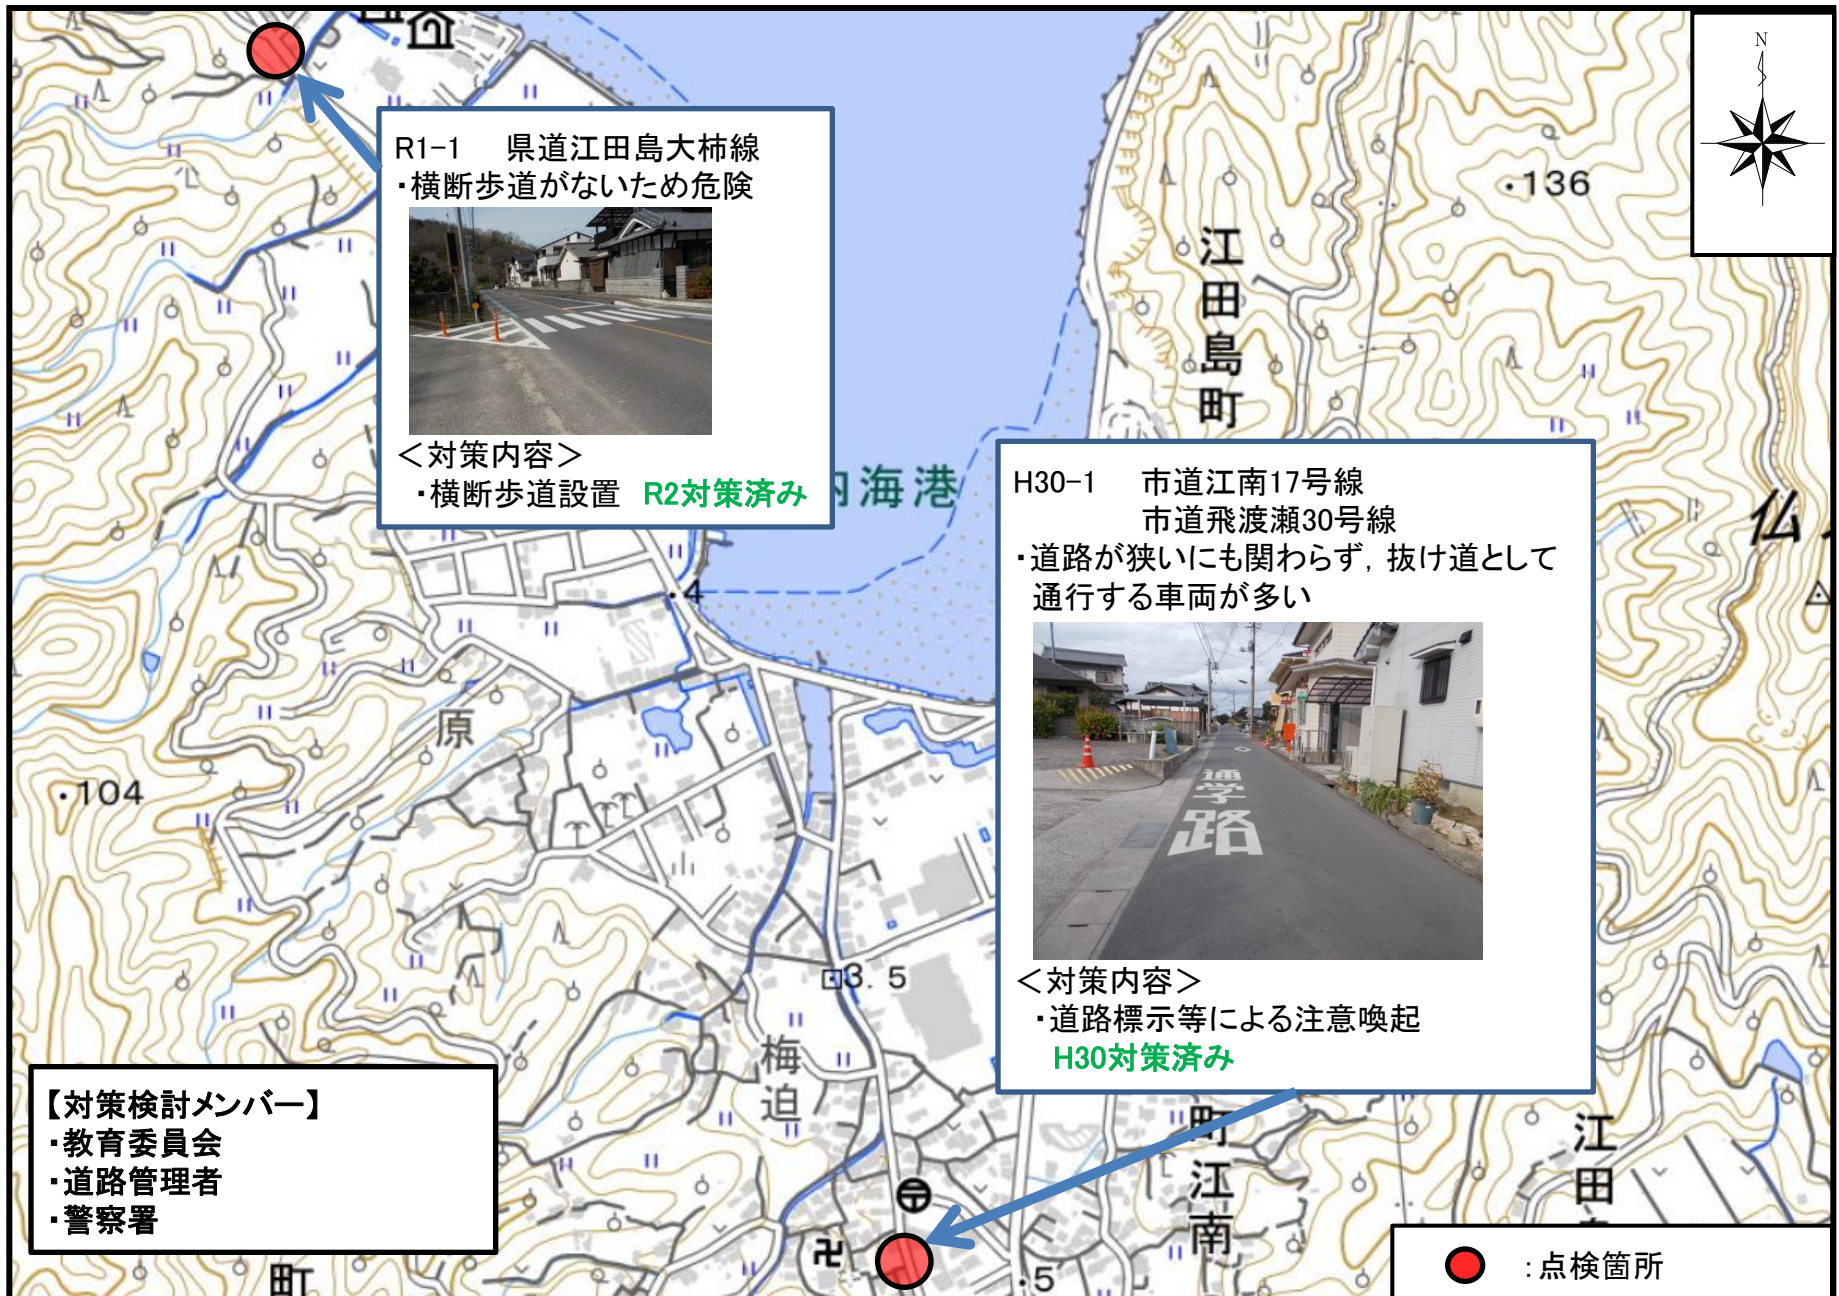 N
R1-1 県道江田島大柿線
・横断歩道がないため危険
＜対策内容＞
・横断歩道設置 R2対策済み
H30-1 市道江南17号線
市道飛渡瀬30号線
・道路が狭いにも関わらず，抜け道として
通行する車両が多い
通学路
＜対策内容＞
・道路標示等による注意喚起
H30対策済み
【対策検討メンバー】
・教育委員会
・道路管理者
・警察署
：点検箇所
・136
江田島町
海港
仏
・4
原
・104
3.5
梅迫
町江南
江田
・5
町